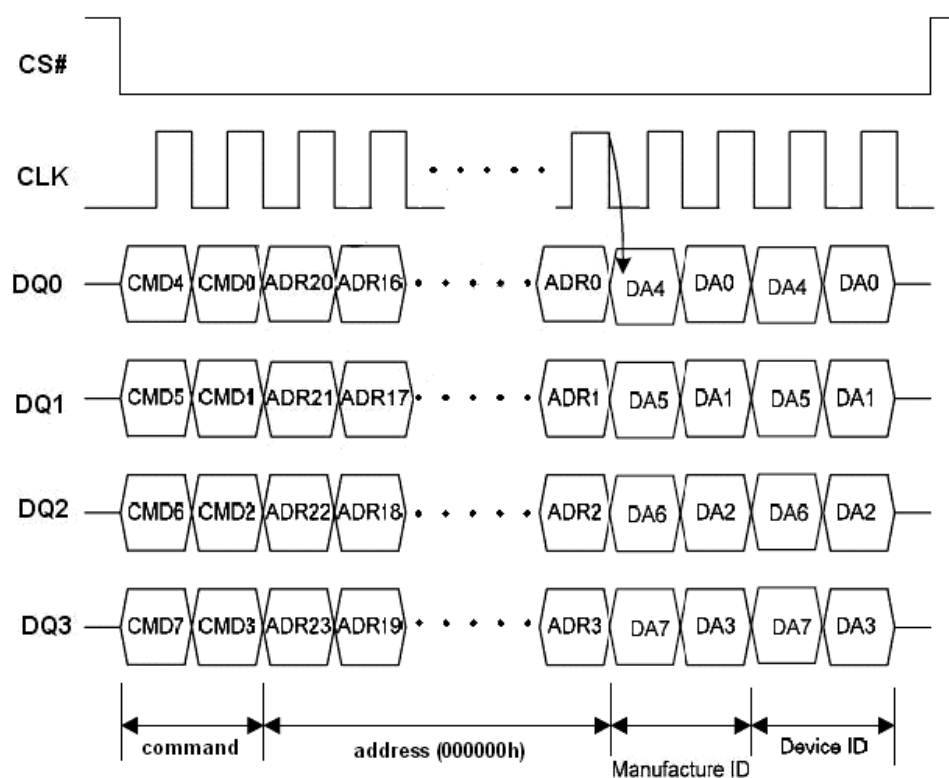 CS#
CLK
DQ0 CMD4 CMD0 ADR20 ADR16 ADR0 DA4 DA0 DA4 DA0
DQ1 CMD5 CMD1 ADR21 ADR17 ADR1 DA5 DA1 DA5 DA1
DQ2 CMD6 CMD2 ADR22 ADR18 ADR2 DA6 DA2 DA6 DA2
DQ3 CMD7 CMD3 ADR23 ADR19 ADR3 DA7 DA3 DA7 DA3
command address (000000h) Manufacture ID Device ID